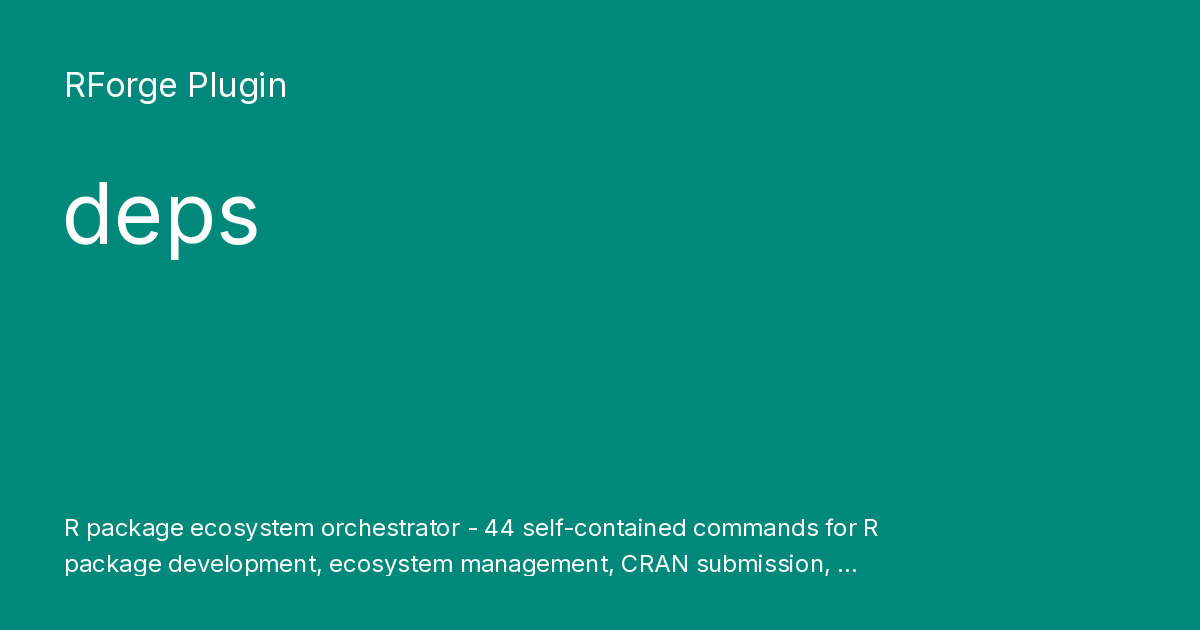 RForge Plugin
deps
R package ecosystem orchestrator - 44 self-contained commands for R
package development, ecosystem management, CRAN submission, ...